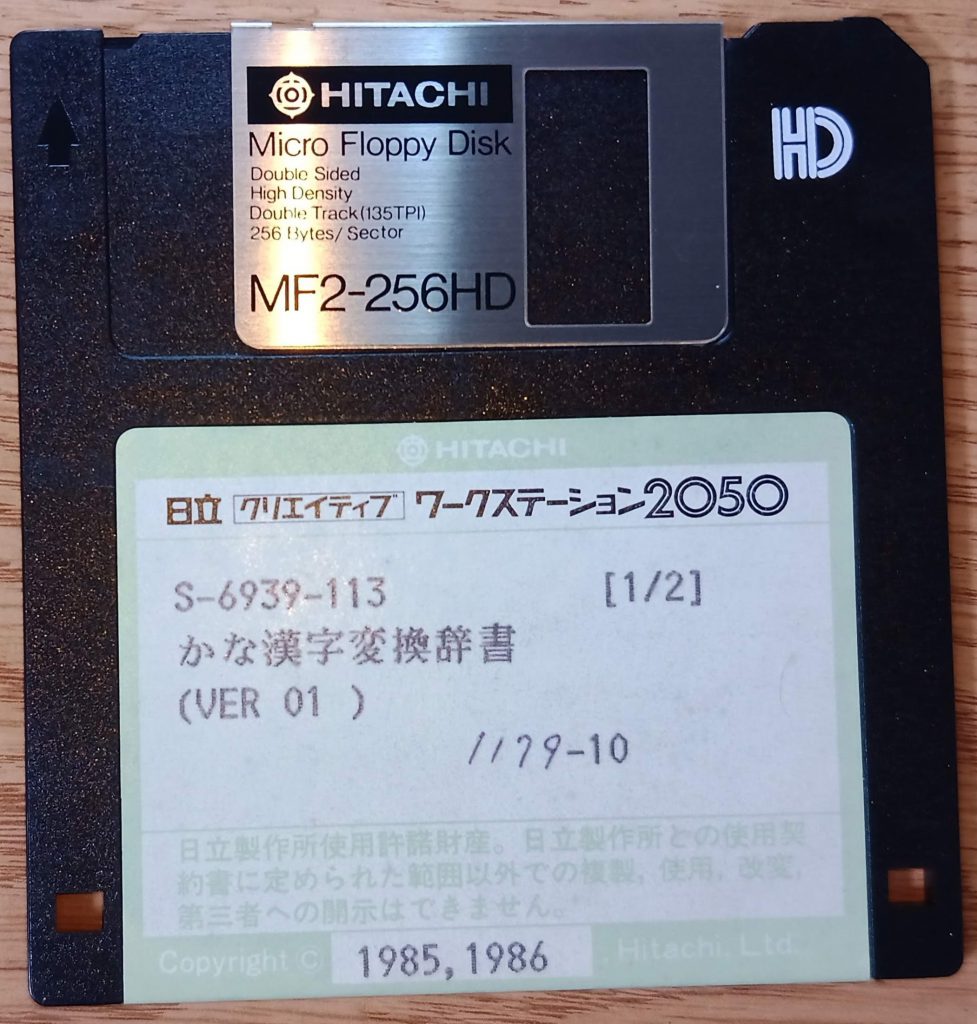 HITACHI
Micro Floppy Disk
Double Sided
High Density
Double Track (135TPI)
256 Bytes/ Sector
MF2-256HD
HD
HITACHI
日立 クリエイティブ ワークステーション2050
S-6939-113 [1/2]
かな漢字変換辞書
(VER 01 )
1179-10
日立製作所使用許諾財産。日立製作所との使用契
約書に定められた範囲以外での複製, 使用, 改変,
第三者への開示はできません。
Copyright © 1985,1986 . Hitachi, Ltd.